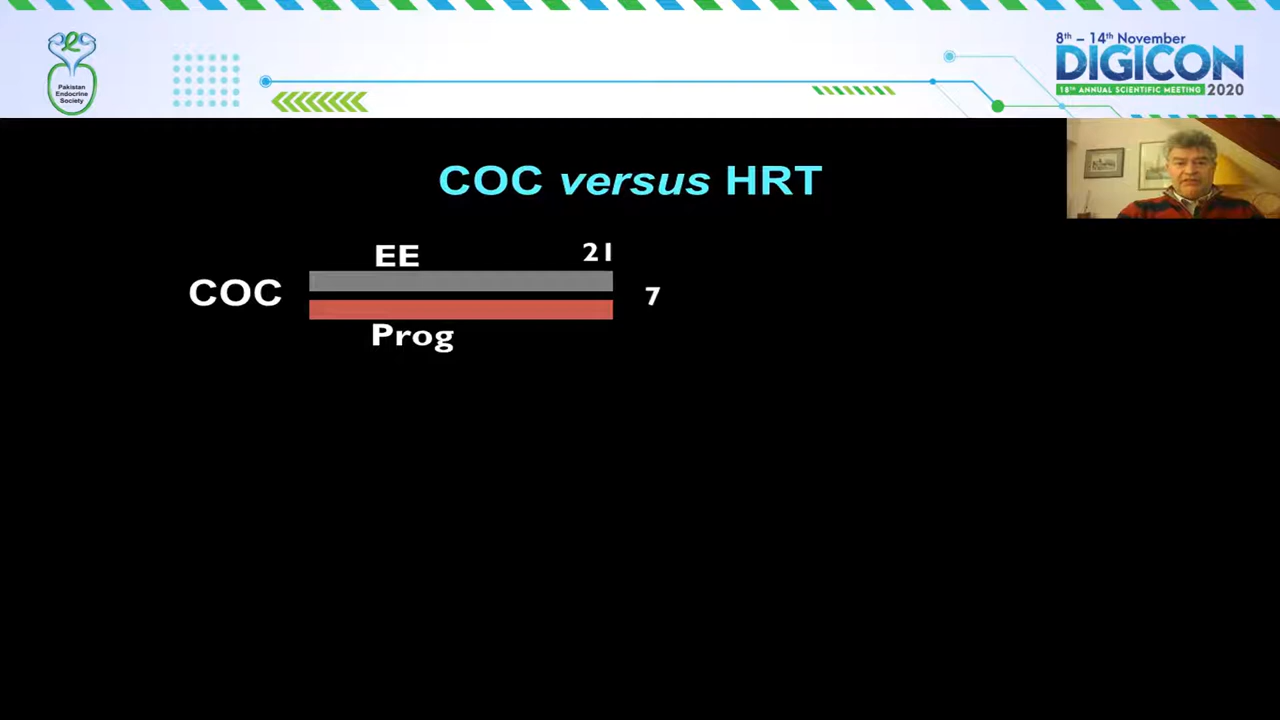 Pakistan
Endocrine
Society
8th – 14th November
DIGICON
18TH ANNUAL SCIENTIFIC MEETING 2020
COC versus HRT
EE 21
COC 7
Prog